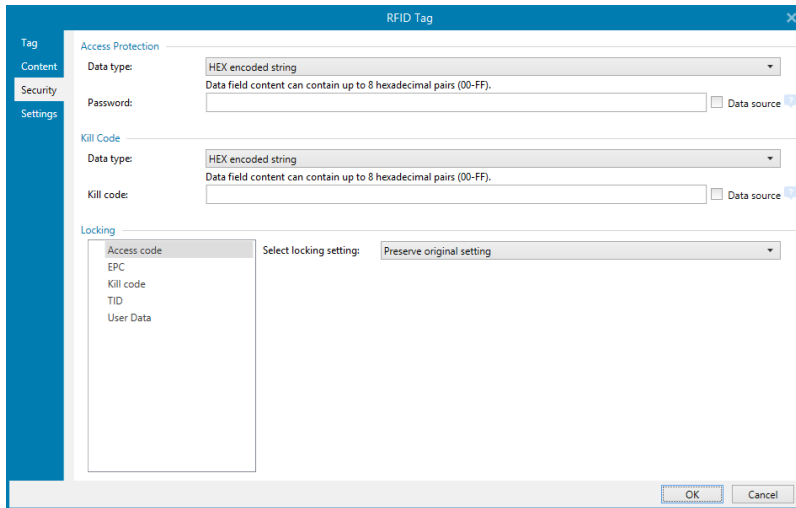 RFID Tag
Tag
Content
Security
Settings
Access Protection
Data type: HEX encoded string
Data field content can contain up to 8 hexadecimal pairs (00-FF).
Password: Data source ?
Kill Code
Data type: HEX encoded string
Data field content can contain up to 8 hexadecimal pairs (00-FF).
Kill code: Data source ?
Locking
Access code
EPC
Kill code
TID
User Data
Select locking setting: Preserve original setting
OK Cancel